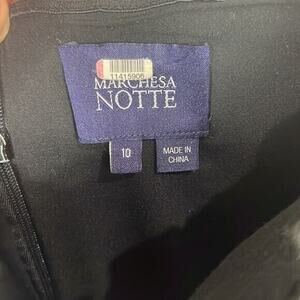 11415906
MARCHESA
NOTTE
10
MADE IN
CHINA